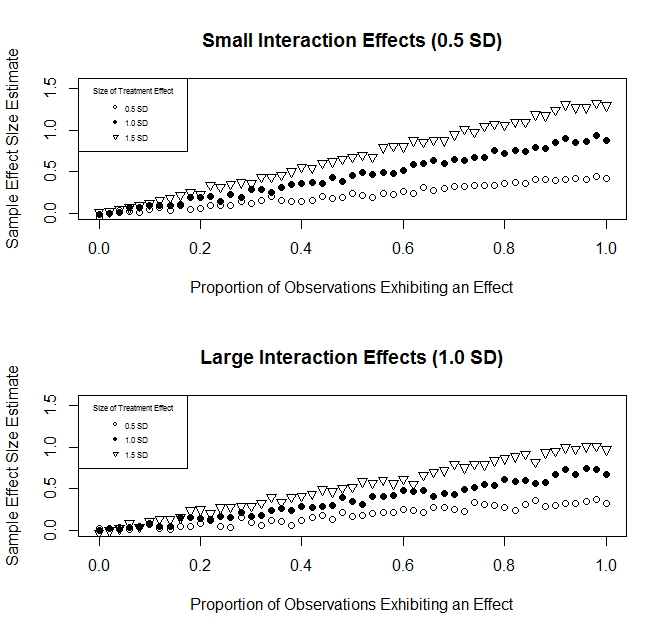 Small Interaction Effects (0.5 SD)
Sample Effect Size Estimate
1.5
1.0
0.5
0.0
Size of Treatment Effect
0.5 SD
1.0 SD
1.5 SD
0.0 0.2 0.4 0.6 0.8 1.0
Proportion of Observations Exhibiting an Effect
Large Interaction Effects (1.0 SD)
Sample Effect Size Estimate
1.5
1.0
0.5
0.0
Size of Treatment Effect
0.5 SD
1.0 SD
1.5 SD
0.0 0.2 0.4 0.6 0.8 1.0
Proportion of Observations Exhibiting an Effect